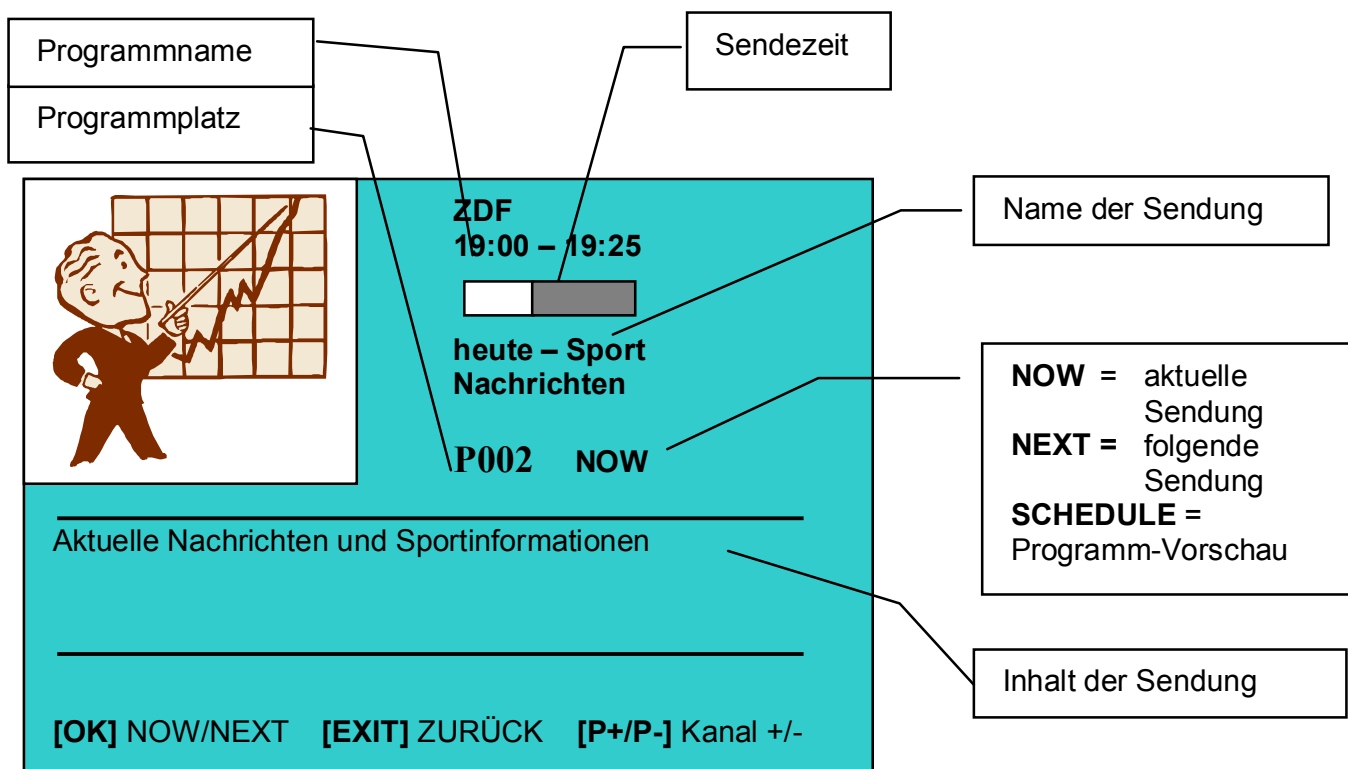 Programmname
Sendezeit
Programmplatz
ZDF
19:00 – 19:25
Name der Sendung
heute – Sport
Nachrichten
P002 NOW
NOW = aktuelle
Sendung
NEXT = folgende
Sendung
SCHEDULE =
Programm-Vorschau
Aktuelle Nachrichten und Sportinformationen
Inhalt der Sendung
[OK] NOW/NEXT [EXIT] ZURÜCK [P+/P-] Kanal +/-